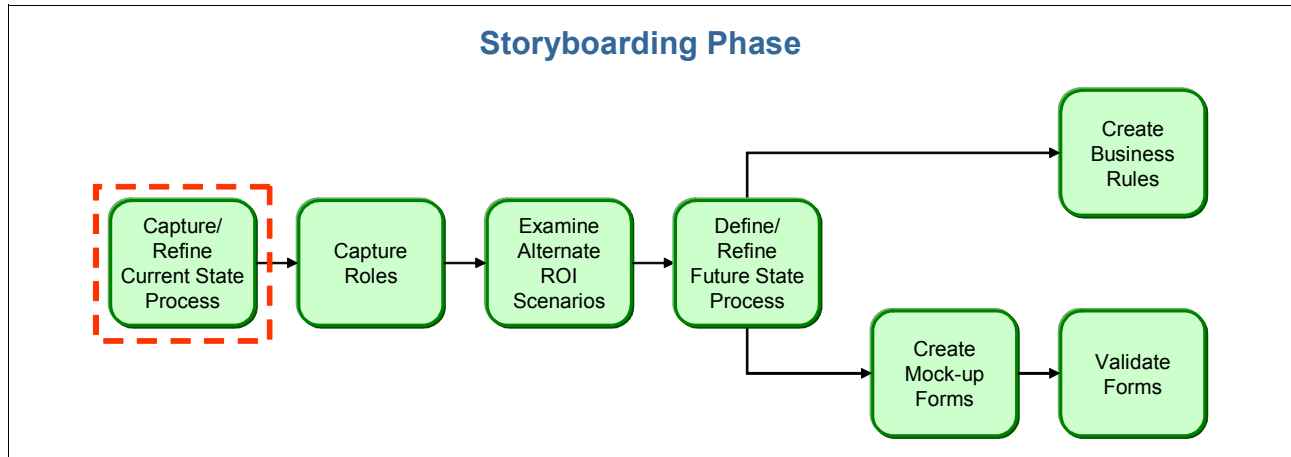 Storyboarding Phase
Create
Business
Rules
Capture/
Refine
Current State
Process
Capture
Roles
Examine
Alternate
ROI
Scenarios
Define/
Refine
Future State
Process
Create
Mock-up
Forms
Validate
Forms